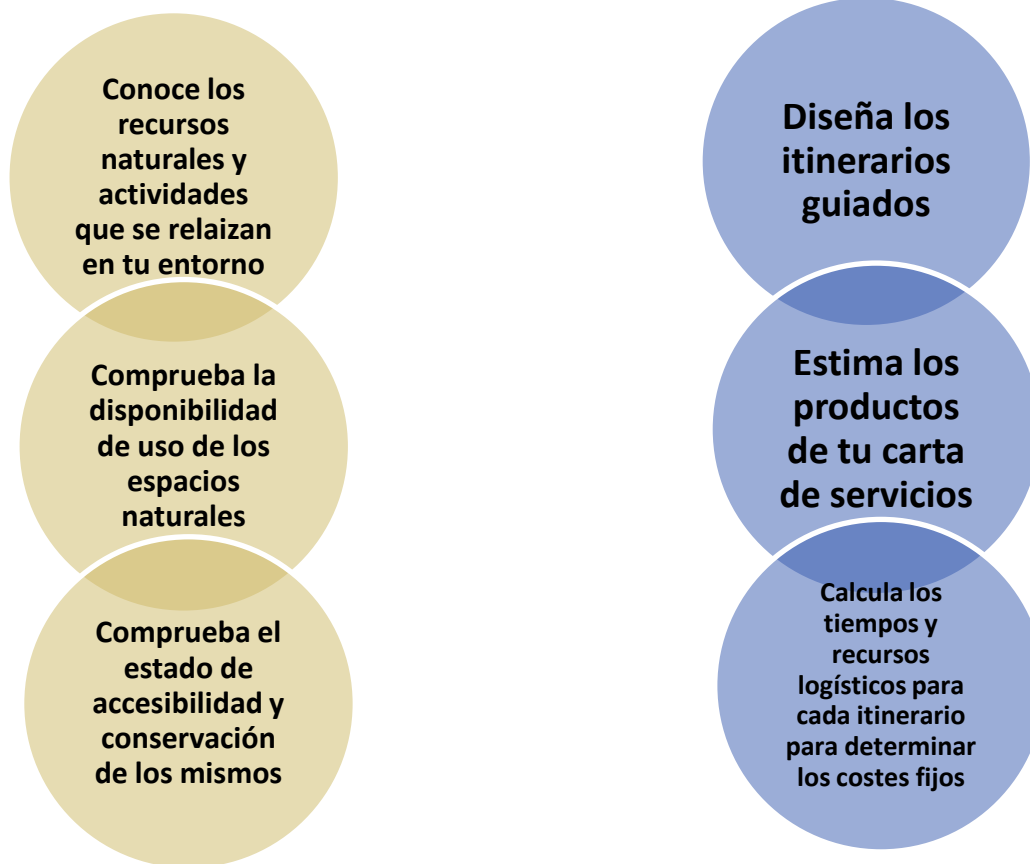 Conoce los
recursos
naturales y
actividades
que se relaizan
en tu entorno
Comprueba la
disponibilidad
de uso de los
espacios
naturales
Comprueba el
estado de
accesibilidad y
conservación
de los mismos
Diseña los
itinerarios
guiados
Estima los
productos
de tu carta
de servicios
Calcula los
tiempos y
recursos
logísticos para
cada itinerario
para determinar
los costes fijos